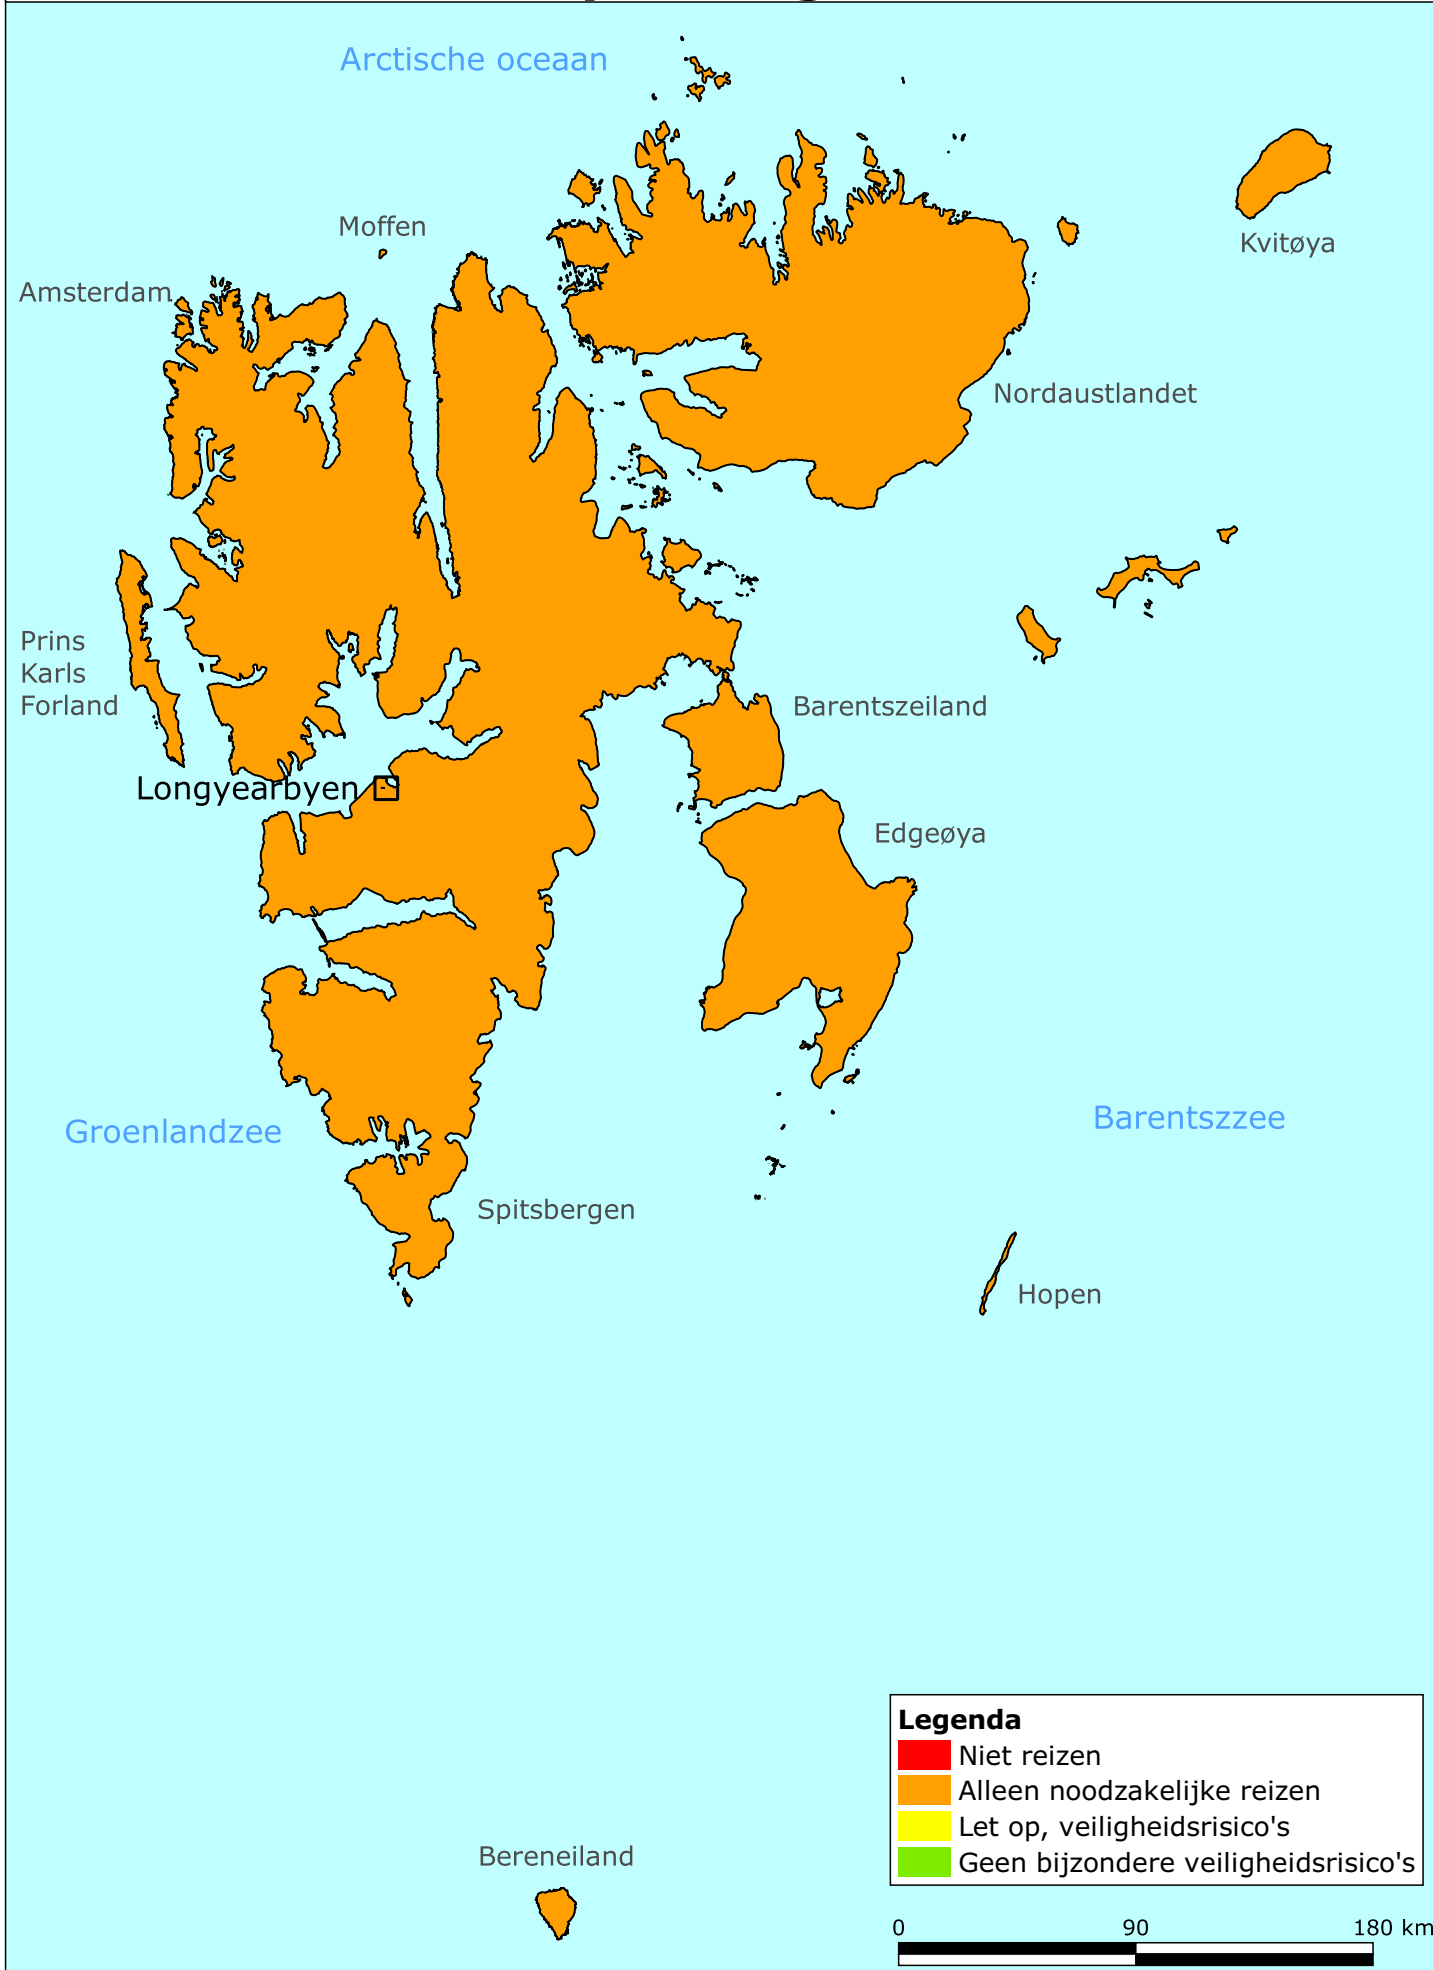 Arctische oceaan
Moffen
Kvitøya
Amsterdam
Nordaustlandet
Prins
Karls
Forland
Barentszeiland
Longyearbyen
Edgeøya
Groenlandzee
Barentszzee
Spitsbergen
Hopen
Legenda
Niet reizen
Alleen noodzakelijke reizen
Let op, veiligheidsrisico's
Geen bijzondere veiligheidsrisico's
Bereneiland
0 90 180 km